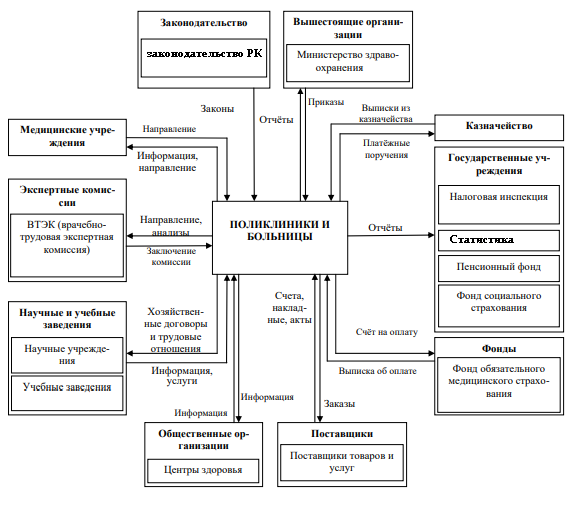 Законодательство
законодательство РК
Вышестоящие органи-
зации
Министерство здраво-
охранения
Законы
Отчёты
Приказы
Выписки из
казначейства
Платёжные
поручения
Казначейство
Медицинские учре-
ждения
Направление
Информация,
направление
Государственные уч-
реждения
Налоговая инспекция
Статистика
Пенсионный фонд
Фонд социального
страхования
Экспертные комис-
сии
ВТЭК (врачебно-
трудовая экспертная
комиссия)
Направление,
анализы
Заключение
комиссии
ПОЛИКЛИНИКИ И
БОЛЬНИЦЫ
Отчёты
Научные и учебные
заведения
Научные учрежде-
ния
Учебные заведения
Хозяйствен-
ные договоры
и трудовые
отношения
Информация,
услуги
Счета,
наклад-
ные, акты
Счёт на оплату
Выписка об оплате
Фонды
Фонд обязательного
медицинского страхо-
вания
Информация
Информация
Заказы
Общественные ор-
ганизации
Центры здоровья
Поставщики
Поставщики товаров и
услуг